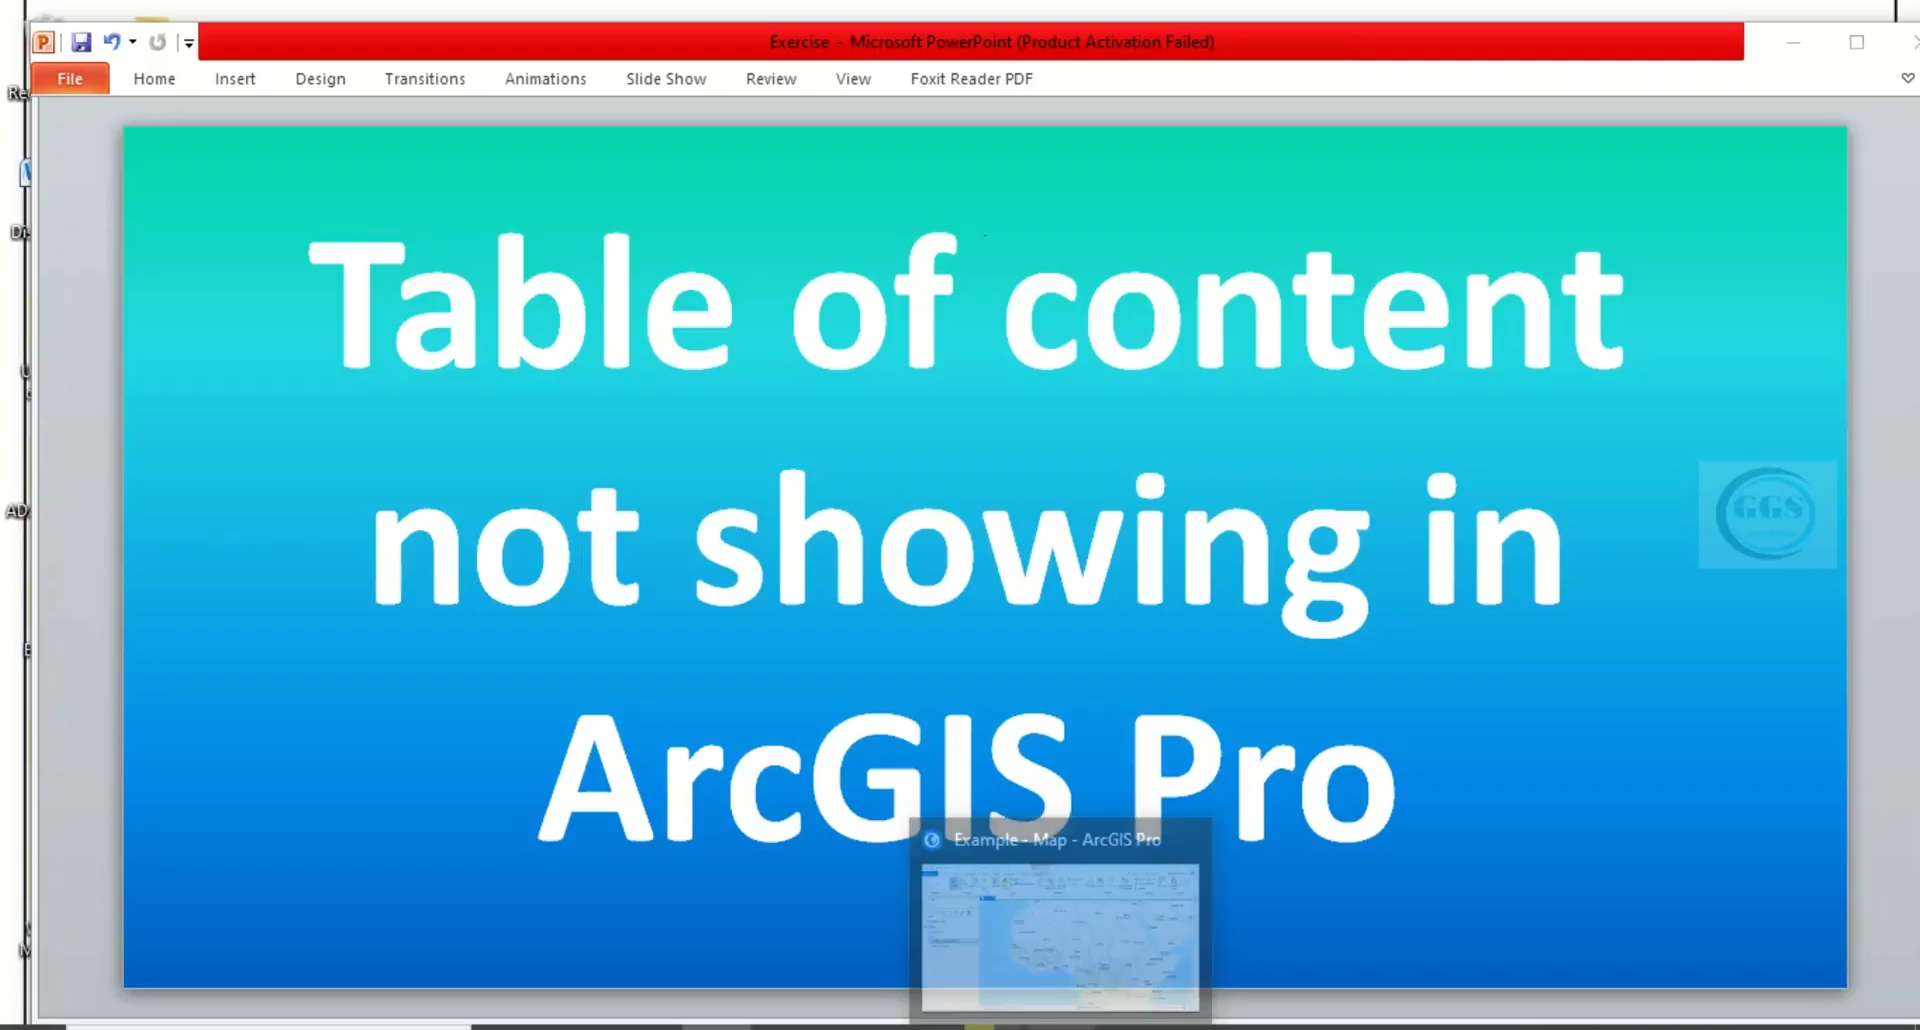 Exercise - Microsoft PowerPoint (Product Activation Failed)
File Home Insert Design Transitions Animations Slide Show Review View Foxit Reader PDF
Table of content
not showing in
ArcGIS Pro
GGS
Example - Map - ArcGIS Pro